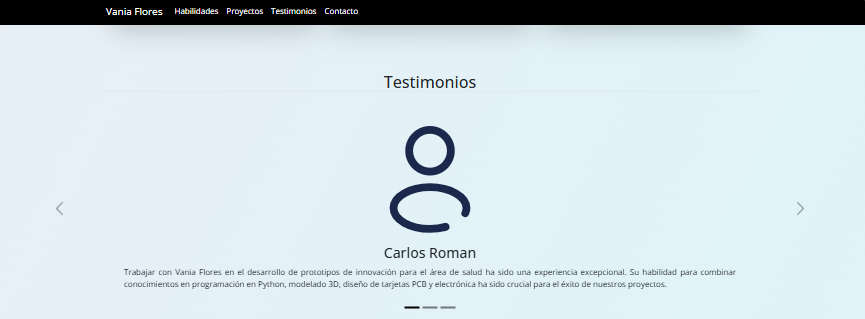 Vania Flores Habilidades Proyectos Testimonios Contacto
Testimonios
Carlos Roman
Trabajar con Vania Flores en el desarrollo de prototipos de innovación para el área de salud ha sido una experiencia excepcional. Su habilidad para combinar
conocimientos en programación en Python, modelado 3D, diseño de tarjetas PCB y electrónica ha sido crucial para el éxito de nuestros proyectos.